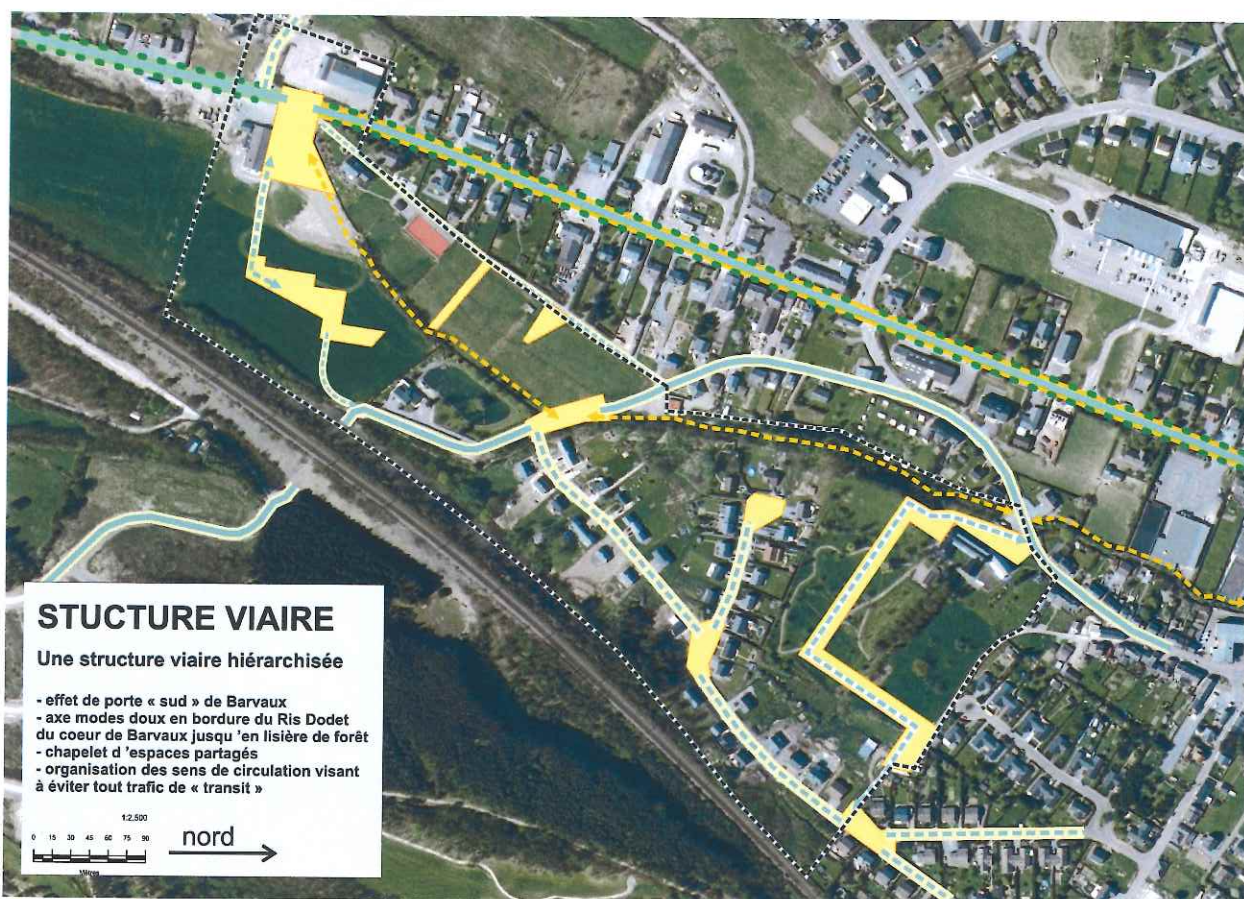 STUCTURE VIAIRE
Une structure viaire hiérarchisée
- effet de porte « sud » de Barvaux
- axe modes doux en bordure du Ris Dodet
du coeur de Barvaux jusqu 'en lisière de forêt
- chapelet d 'espaces partagés
- organisation des sens de circulation visant
à éviter tout trafic de « transit »
1:2.500
0 15 30 45 60 75 90
Mètres
nord